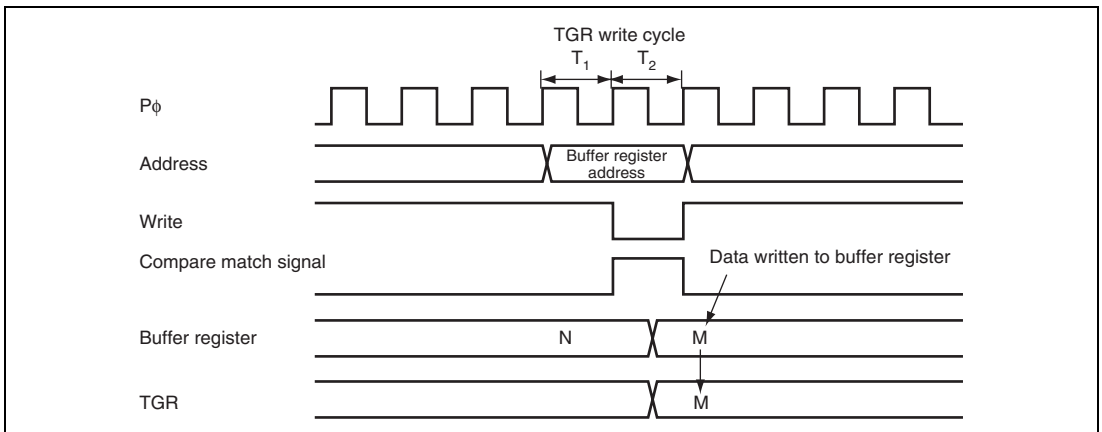 TGR write cycle
T1 T2
Pϕ
Address
Buffer register
address
Write
Compare match signal
Data written to buffer register
Buffer register
N
M
TGR
M